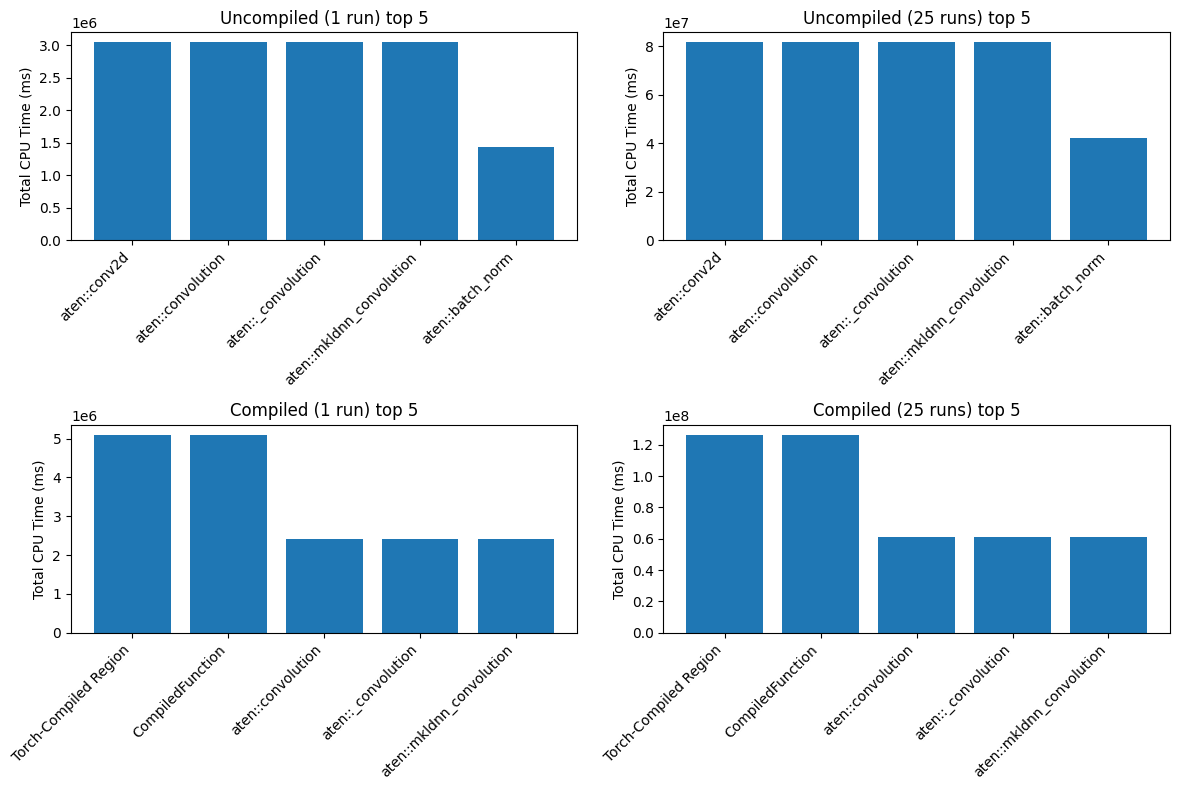 Uncompiled (1 run) top 5
1e6
Total CPU Time (ms)
3.0
2.5
2.0
1.5
1.0
0.5
0.0
aten::conv2d
aten::convolution
aten::_convolution
aten::mkldnn_convolution
aten::batch_norm
Uncompiled (25 runs) top 5
1e7
Total CPU Time (ms)
8
6
4
2
0
aten::conv2d
aten::convolution
aten::_convolution
aten::mkldnn_convolution
aten::batch_norm
Compiled (1 run) top 5
1e6
Total CPU Time (ms)
5
4
3
2
1
0
Torch-Compiled Region
CompiledFunction
aten::convolution
aten::_convolution
aten::mkldnn_convolution
Compiled (25 runs) top 5
1e8
Total CPU Time (ms)
1.2
1.0
0.8
0.6
0.4
0.2
0.0
Torch-Compiled Region
CompiledFunction
aten::convolution
aten::_convolution
aten::mkldnn_convolution